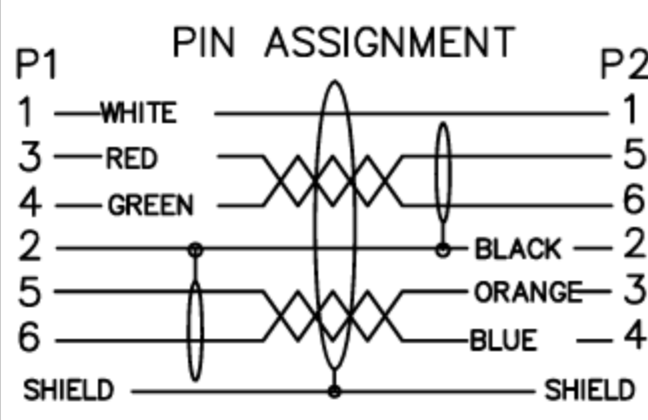 PIN ASSIGNMENT
P1 P2
1 WHITE 1
3 RED 5
4 GREEN 6
2 BLACK 2
5 ORANGE 3
6 BLUE 4
SHIELD SHIELD